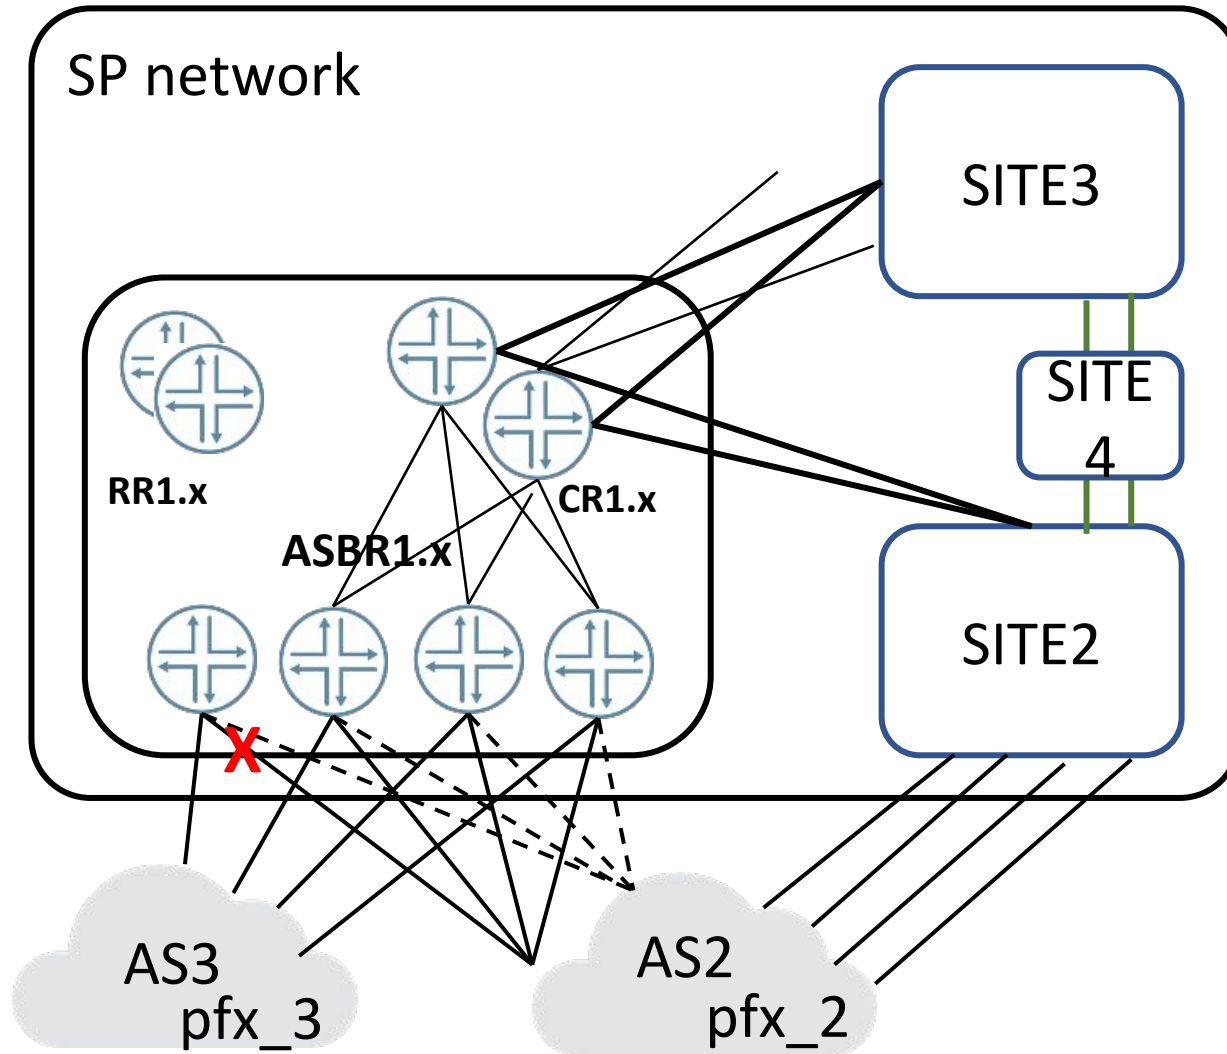 SP network
SITE3
SITE
4
RR1.x
CR1.x
ASBR1.x
SITE2
X
AS3
pfx_3
AS2
pfx_2